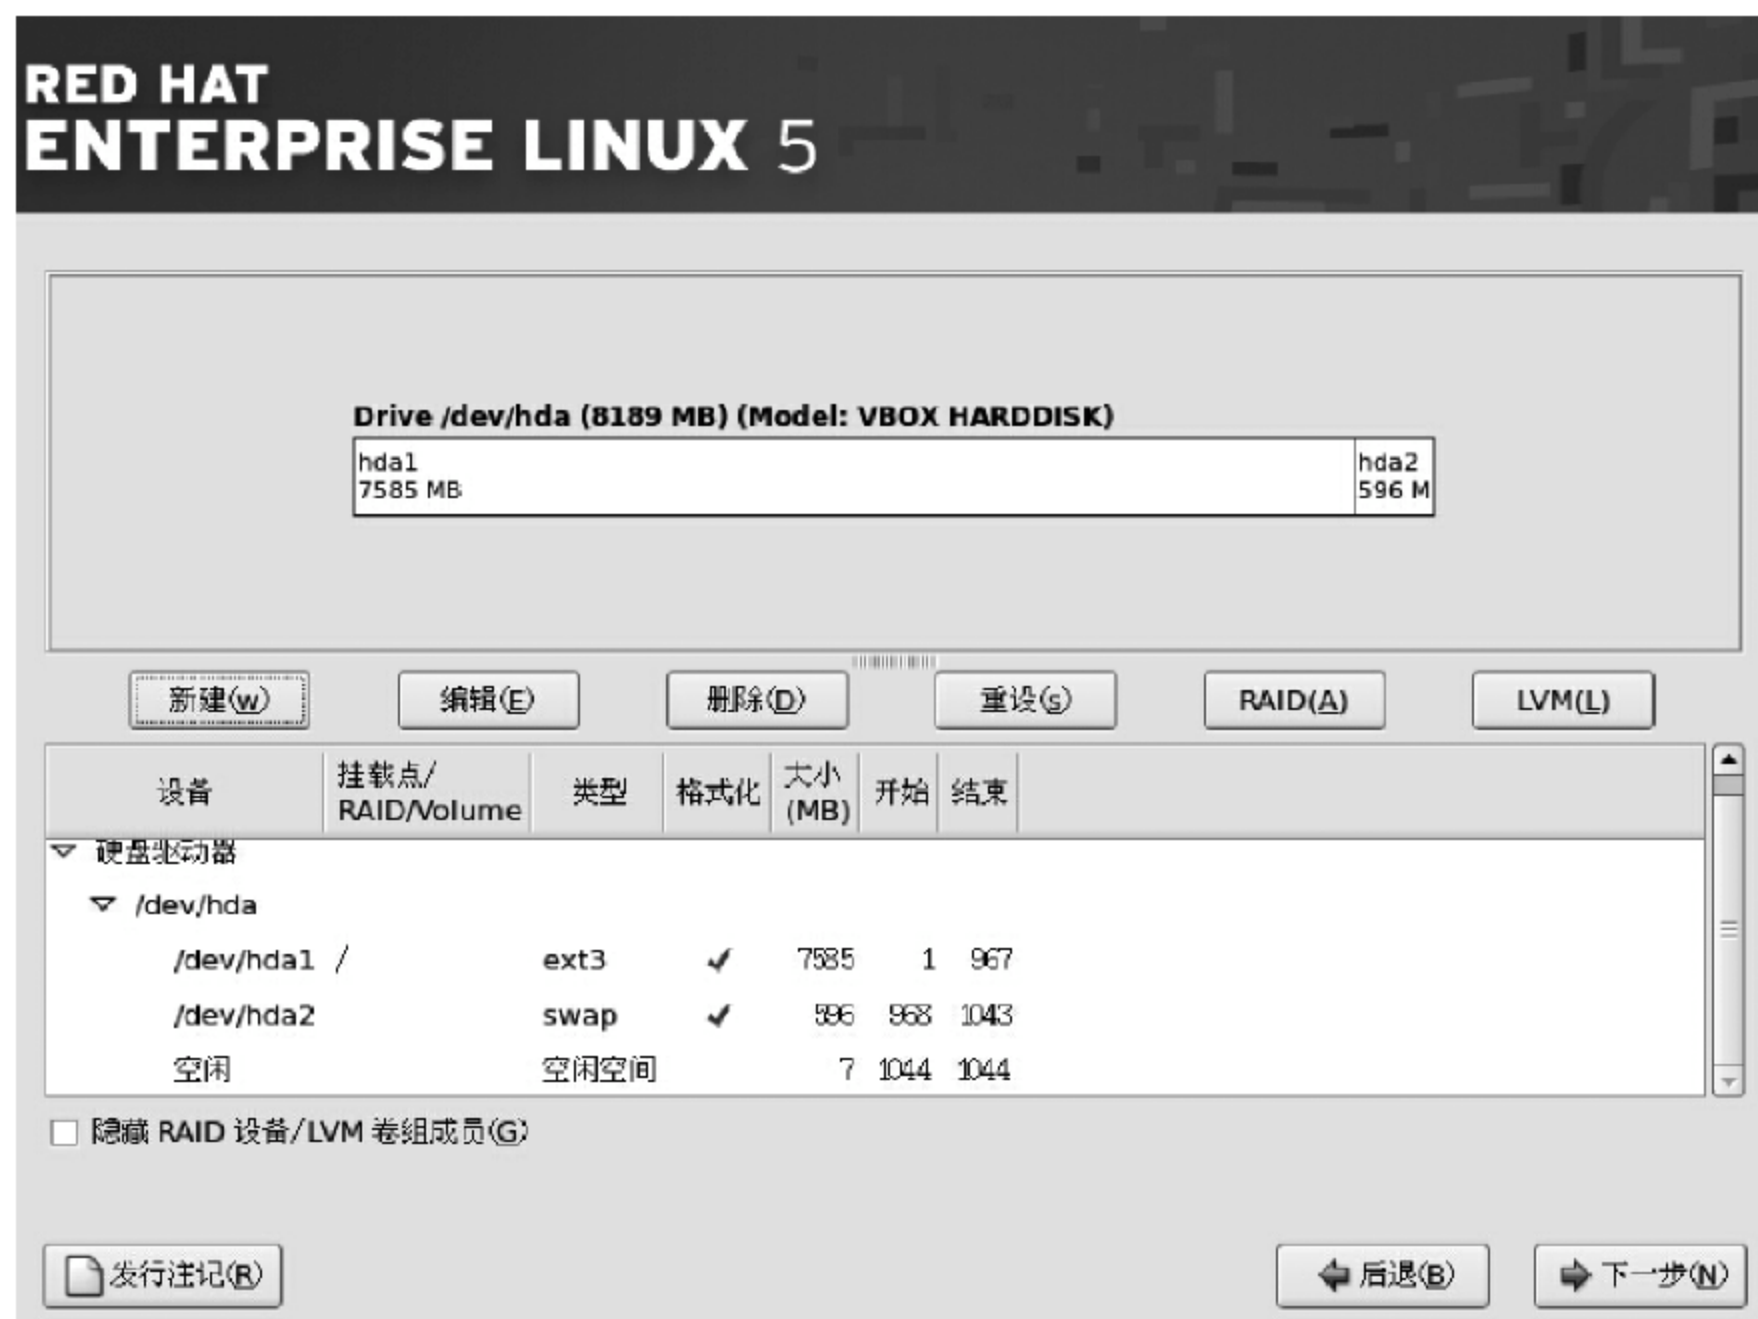 RED HAT
ENTERPRISE LINUX 5
Drive /dev/hda (8189 MB) (Model: VBOX HARDDISK)
hda1 hda2
7585 MB 596 M
新建(w) 编辑(E) 删除(D) 重设(s) RAID(A) LVM(L)
设备 挂载点/ RAID/Volume 类型 格式化 大小 (MB) 开始 结束
硬盘驱动器
/dev/hda
/dev/hda1 / ext3 ✔ 7585 1 967
/dev/hda2 swap ✔ 596 968 1043
空闲 空闲空间 7 1044 1044
隐藏 RAID 设备/LVM 卷组成员(G)
发行注记(R) 后退(B) 下一步(N)